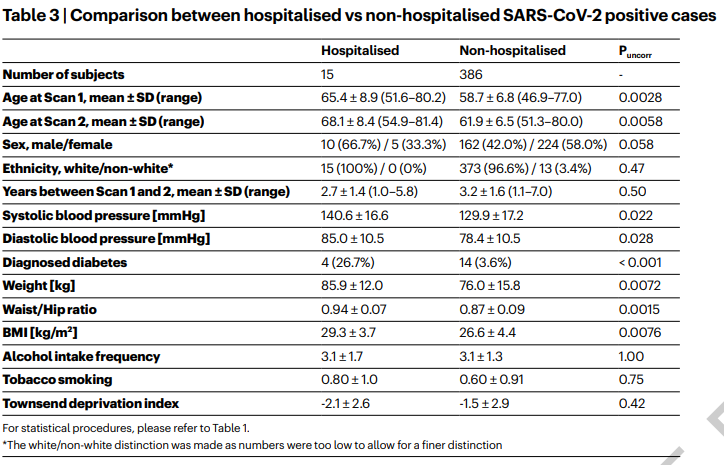 Table 3 | Comparison between hospitalised vs non-hospitalised SARS-CoV-2 positive cases
Hospitalised Non-hospitalised Puncorr
Number of subjects 15 386 -
Age at Scan 1, mean ± SD (range) 65.4 ± 8.9 (51.6–80.2) 58.7 ± 6.8 (46.9–77.0) 0.0028
Age at Scan 2, mean ± SD (range) 68.1 ± 8.4 (54.9–81.4) 61.9 ± 6.5 (51.3–80.0) 0.0058
Sex, male/female 10 (66.7%) / 5 (33.3%) 162 (42.0%) / 224 (58.0%) 0.058
Ethnicity, white/non-white* 15 (100%) / 0 (0%) 373 (96.6%) / 13 (3.4%) 0.47
Years between Scan 1 and 2, mean ± SD (range) 2.7 ± 1.4 (1.0–5.8) 3.2 ± 1.6 (1.1–7.0) 0.50
Systolic blood pressure [mmHg] 140.6 ± 16.6 129.9 ± 17.2 0.022
Diastolic blood pressure [mmHg] 85.0 ± 10.5 78.4 ± 10.5 0.028
Diagnosed diabetes 4 (26.7%) 14 (3.6%) < 0.001
Weight [kg] 85.9 ± 12.0 76.0 ± 15.8 0.0072
Waist/Hip ratio 0.94 ± 0.07 0.87 ± 0.09 0.0015
BMI [kg/m²] 29.3 ± 3.7 26.6 ± 4.4 0.0076
Alcohol intake frequency 3.1 ± 1.7 3.1 ± 1.3 1.00
Tobacco smoking 0.80 ± 1.0 0.60 ± 0.91 0.75
Townsend deprivation index -2.1 ± 2.6 -1.5 ± 2.9 0.42
For statistical procedures, please refer to Table 1.
*The white/non-white distinction was made as numbers were too low to allow for a finer distinction